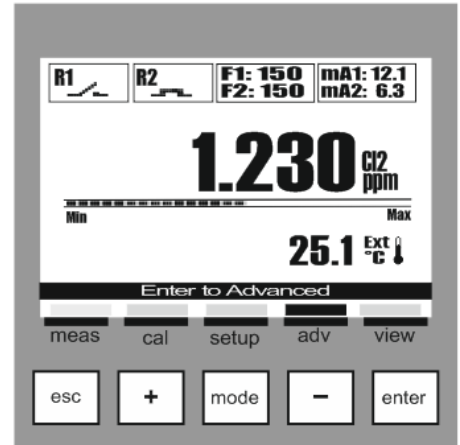 R1
R2
F1: 150
F2: 150
mA1: 12.1
mA2: 6.3
1.230 Cl2 ppm
Min Max
25.1 Ext °C
Enter to Advanced
meas cal setup adv view
esc + mode − enter